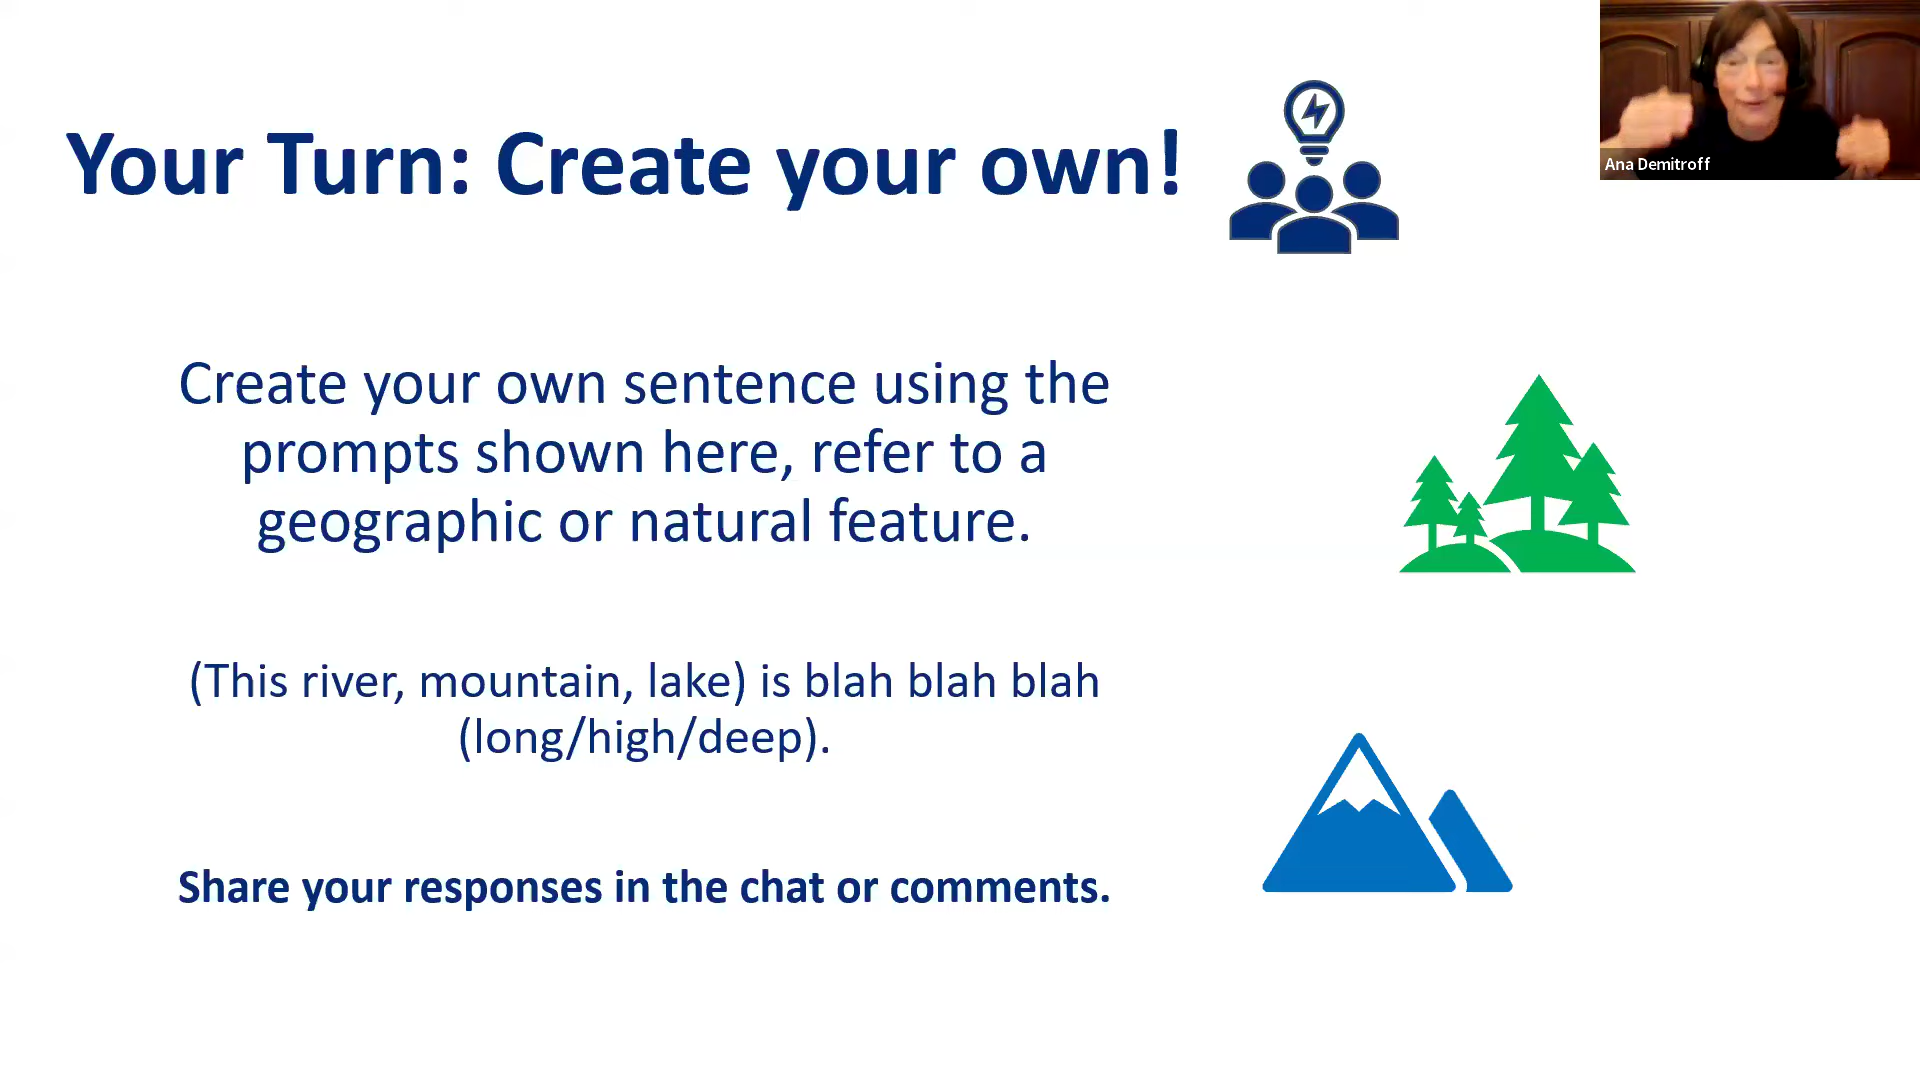 Your Turn: Create your own!
Ana Demitroff
Create your own sentence using the
prompts shown here, refer to a
geographic or natural feature.
(This river, mountain, lake) is blah blah blah
(long/high/deep).
Share your responses in the chat or comments.